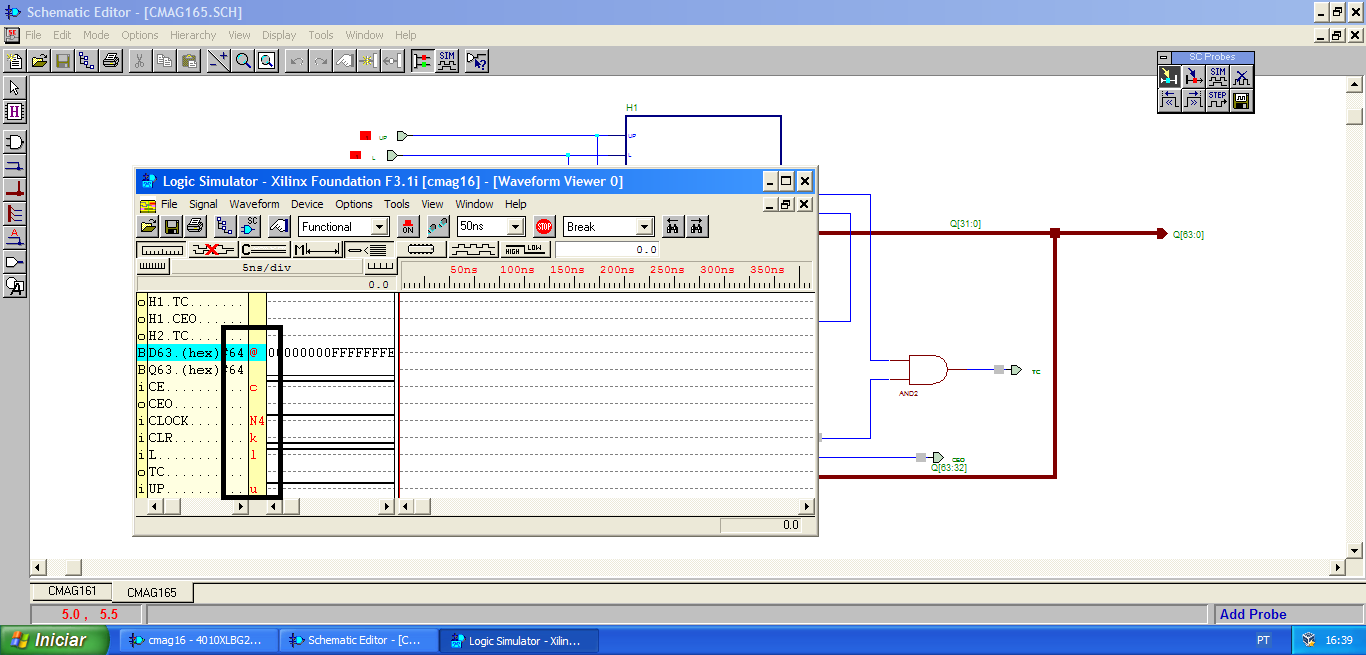 Schematic Editor - [CMAG165.SCH]
File Edit Mode Options Hierarchy View Display Tools Window Help
SIM
SC Probes
SIM
STEP
H1
UP
UP
L
L
Logic Simulator - Xilinx Foundation F3.1i [cmag16] - [Waveform Viewer 0]
File Signal Waveform Device Options Tools View Window Help
SC
Functional
ON
50ns
STOP
Break
HIGH LOW
0.0
5ns/div
0.0
50ns 100ns 150ns 200ns 250ns 300ns 350ns
o H1.TC.......
o H1.CEO......
o H2.TC.......
B D63.(hex)#64 @ 00000000FFFFFFFE
B Q63.(hex)#64
i CE.......... c
o CEO.........
i CLOCK....... N4
i CLR......... k
i L........... l
o TC..........
i UP.......... u
0.0
Q[31:0]
Q[63:0]
TC
AND2
CEO
Q[63:32]
CMAG161 CMAG165
5.0 , 5.5
Add Probe
Iniciar
cmag16 - 4010XLBG2...
Schematic Editor - [C...
Logic Simulator - Xilin...
PT
16:39